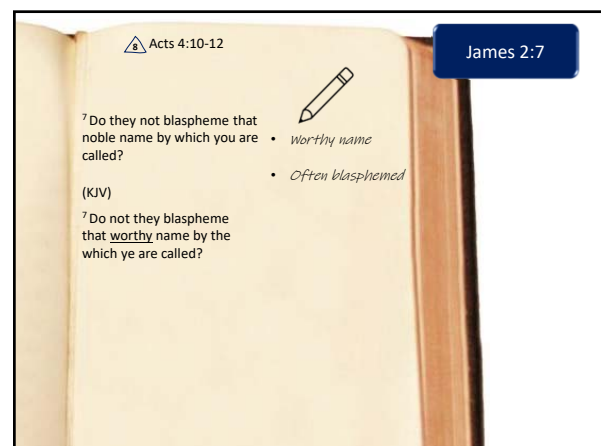 8 Acts 4:10-12
James 2:7
7 Do they not blaspheme that
noble name by which you are
called?
(KJV)
7 Do not they blaspheme
that worthy name by the
which ye are called?
• Worthy name
• Often blasphemed